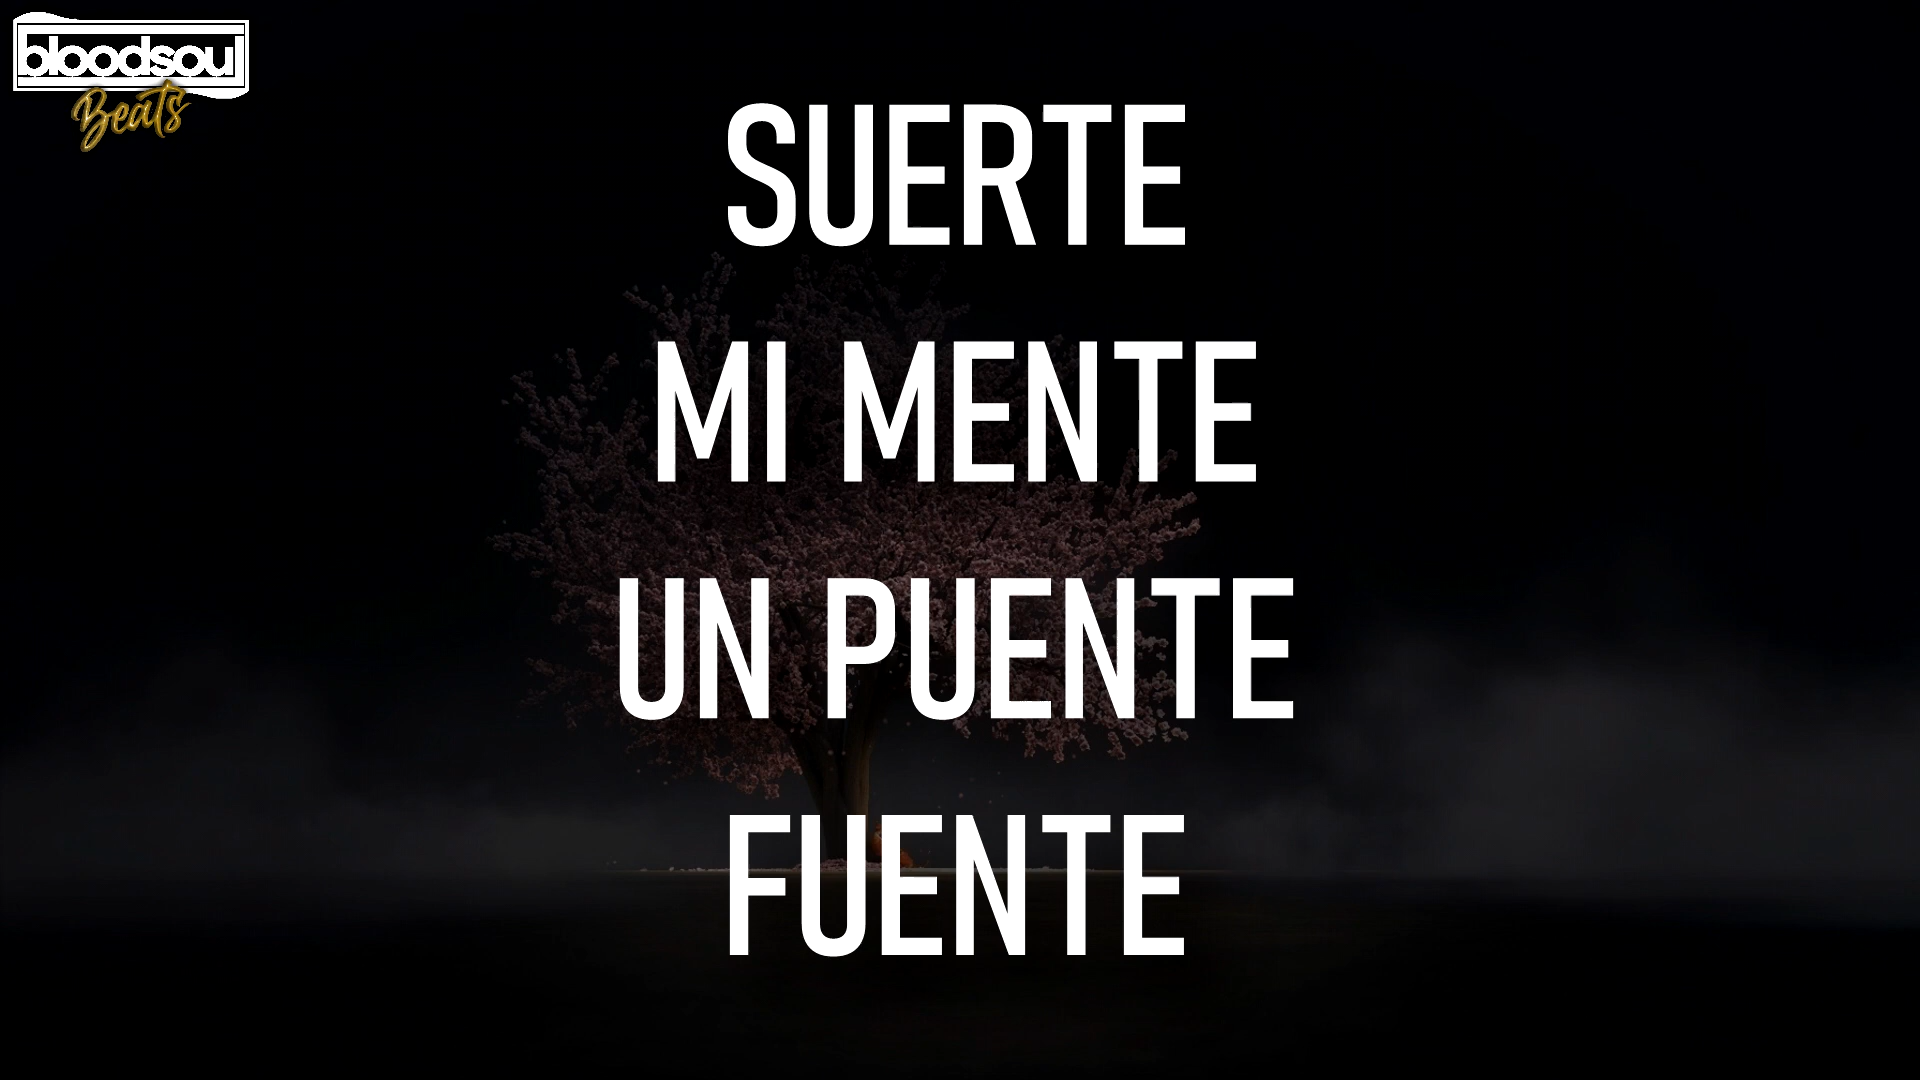 bloodsoul
Beats
SUERTE
MI MENTE
UN PUENTE
FUENTE